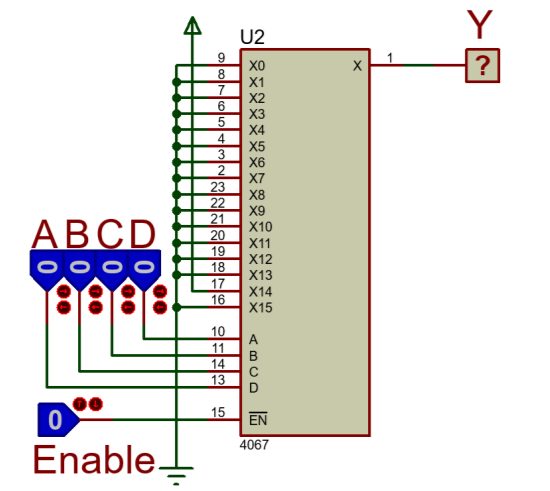 Y
U2
9 X0 X 1 ?
8 X1
7 X2
6 X3
5 X4
4 X5
3 X6
2 X7
23 X8
22 X9
21 X10
20 X11
19 X12
18 X13
17 X14
16 X15
A B C D
0 0 0 0
10 A
11 B
14 C
13 D
0 15 EN
4067
Enable